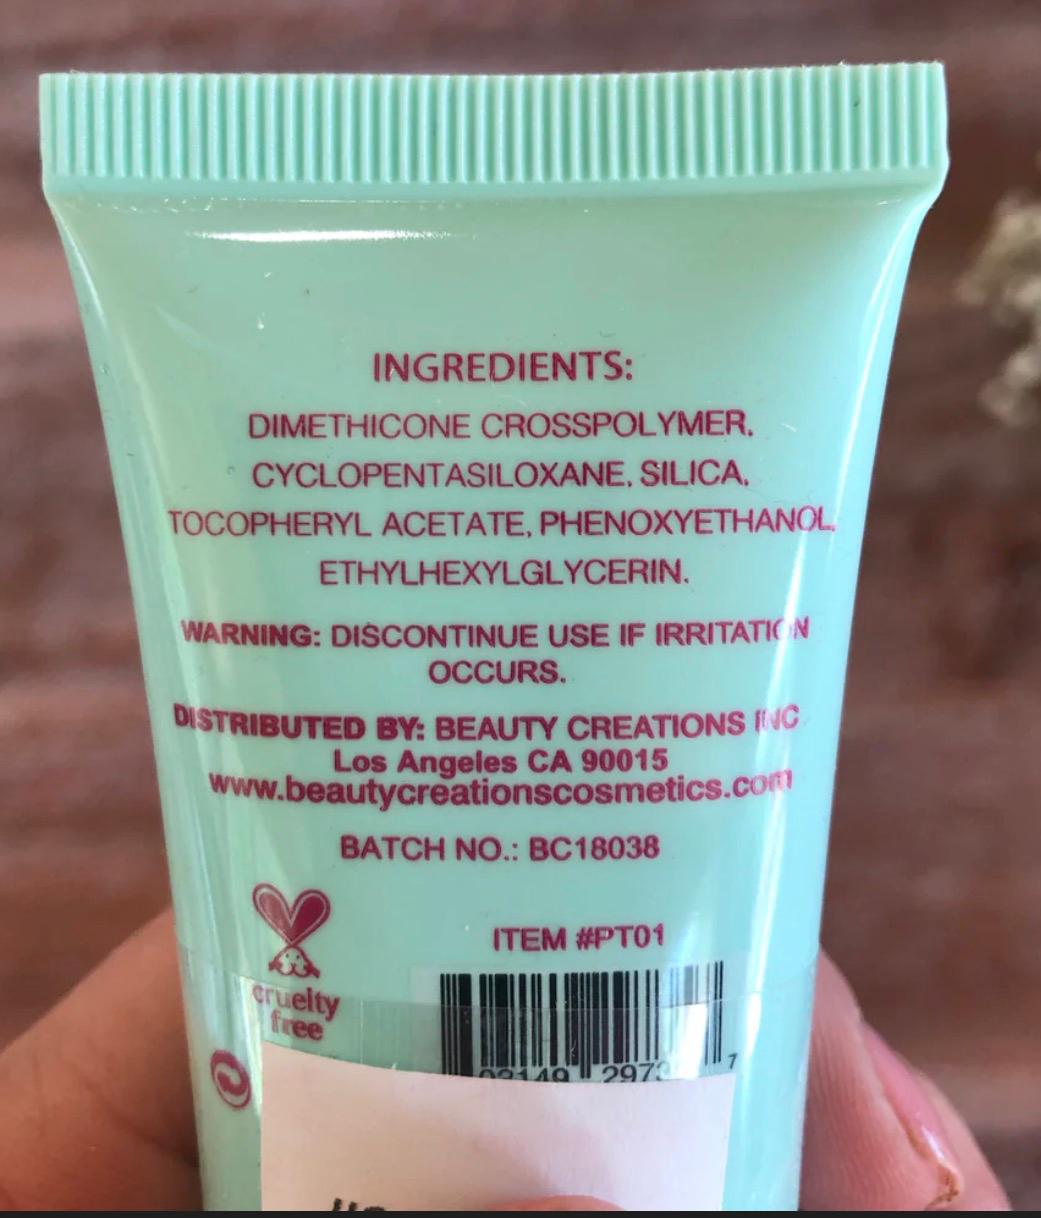 INGREDIENTS:
DIMETHICONE CROSSPOLYMER,
CYCLOPENTASILOXANE, SILICA,
TOCOPHERYL ACETATE, PHENOXYETHANOL,
ETHYLHEXYLGLYCERIN.
WARNING: DISCONTINUE USE IF IRRITATION
OCCURS.
DISTRIBUTED BY: BEAUTY CREATIONS INC
Los Angeles CA 90015
www.beautycreationscosmetics.com
BATCH NO.: BC18038
ITEM #PT01
cruelty
free
7